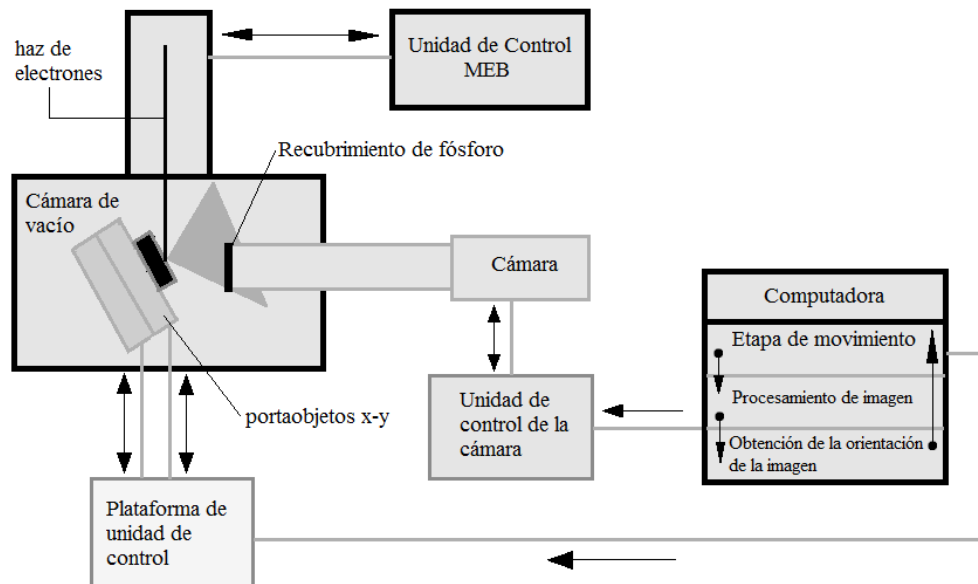 haz de
electrones
Unidad de Control
MEB
Recubrimiento de fósforo
Cámara de
vacío
Cámara
Computadora
Etapa de movimiento
Procesamiento de imagen
Obtención de la orientación
de la imagen
portaobjetos x-y
Unidad de
control de la
cámara
Plataforma de
unidad de
control